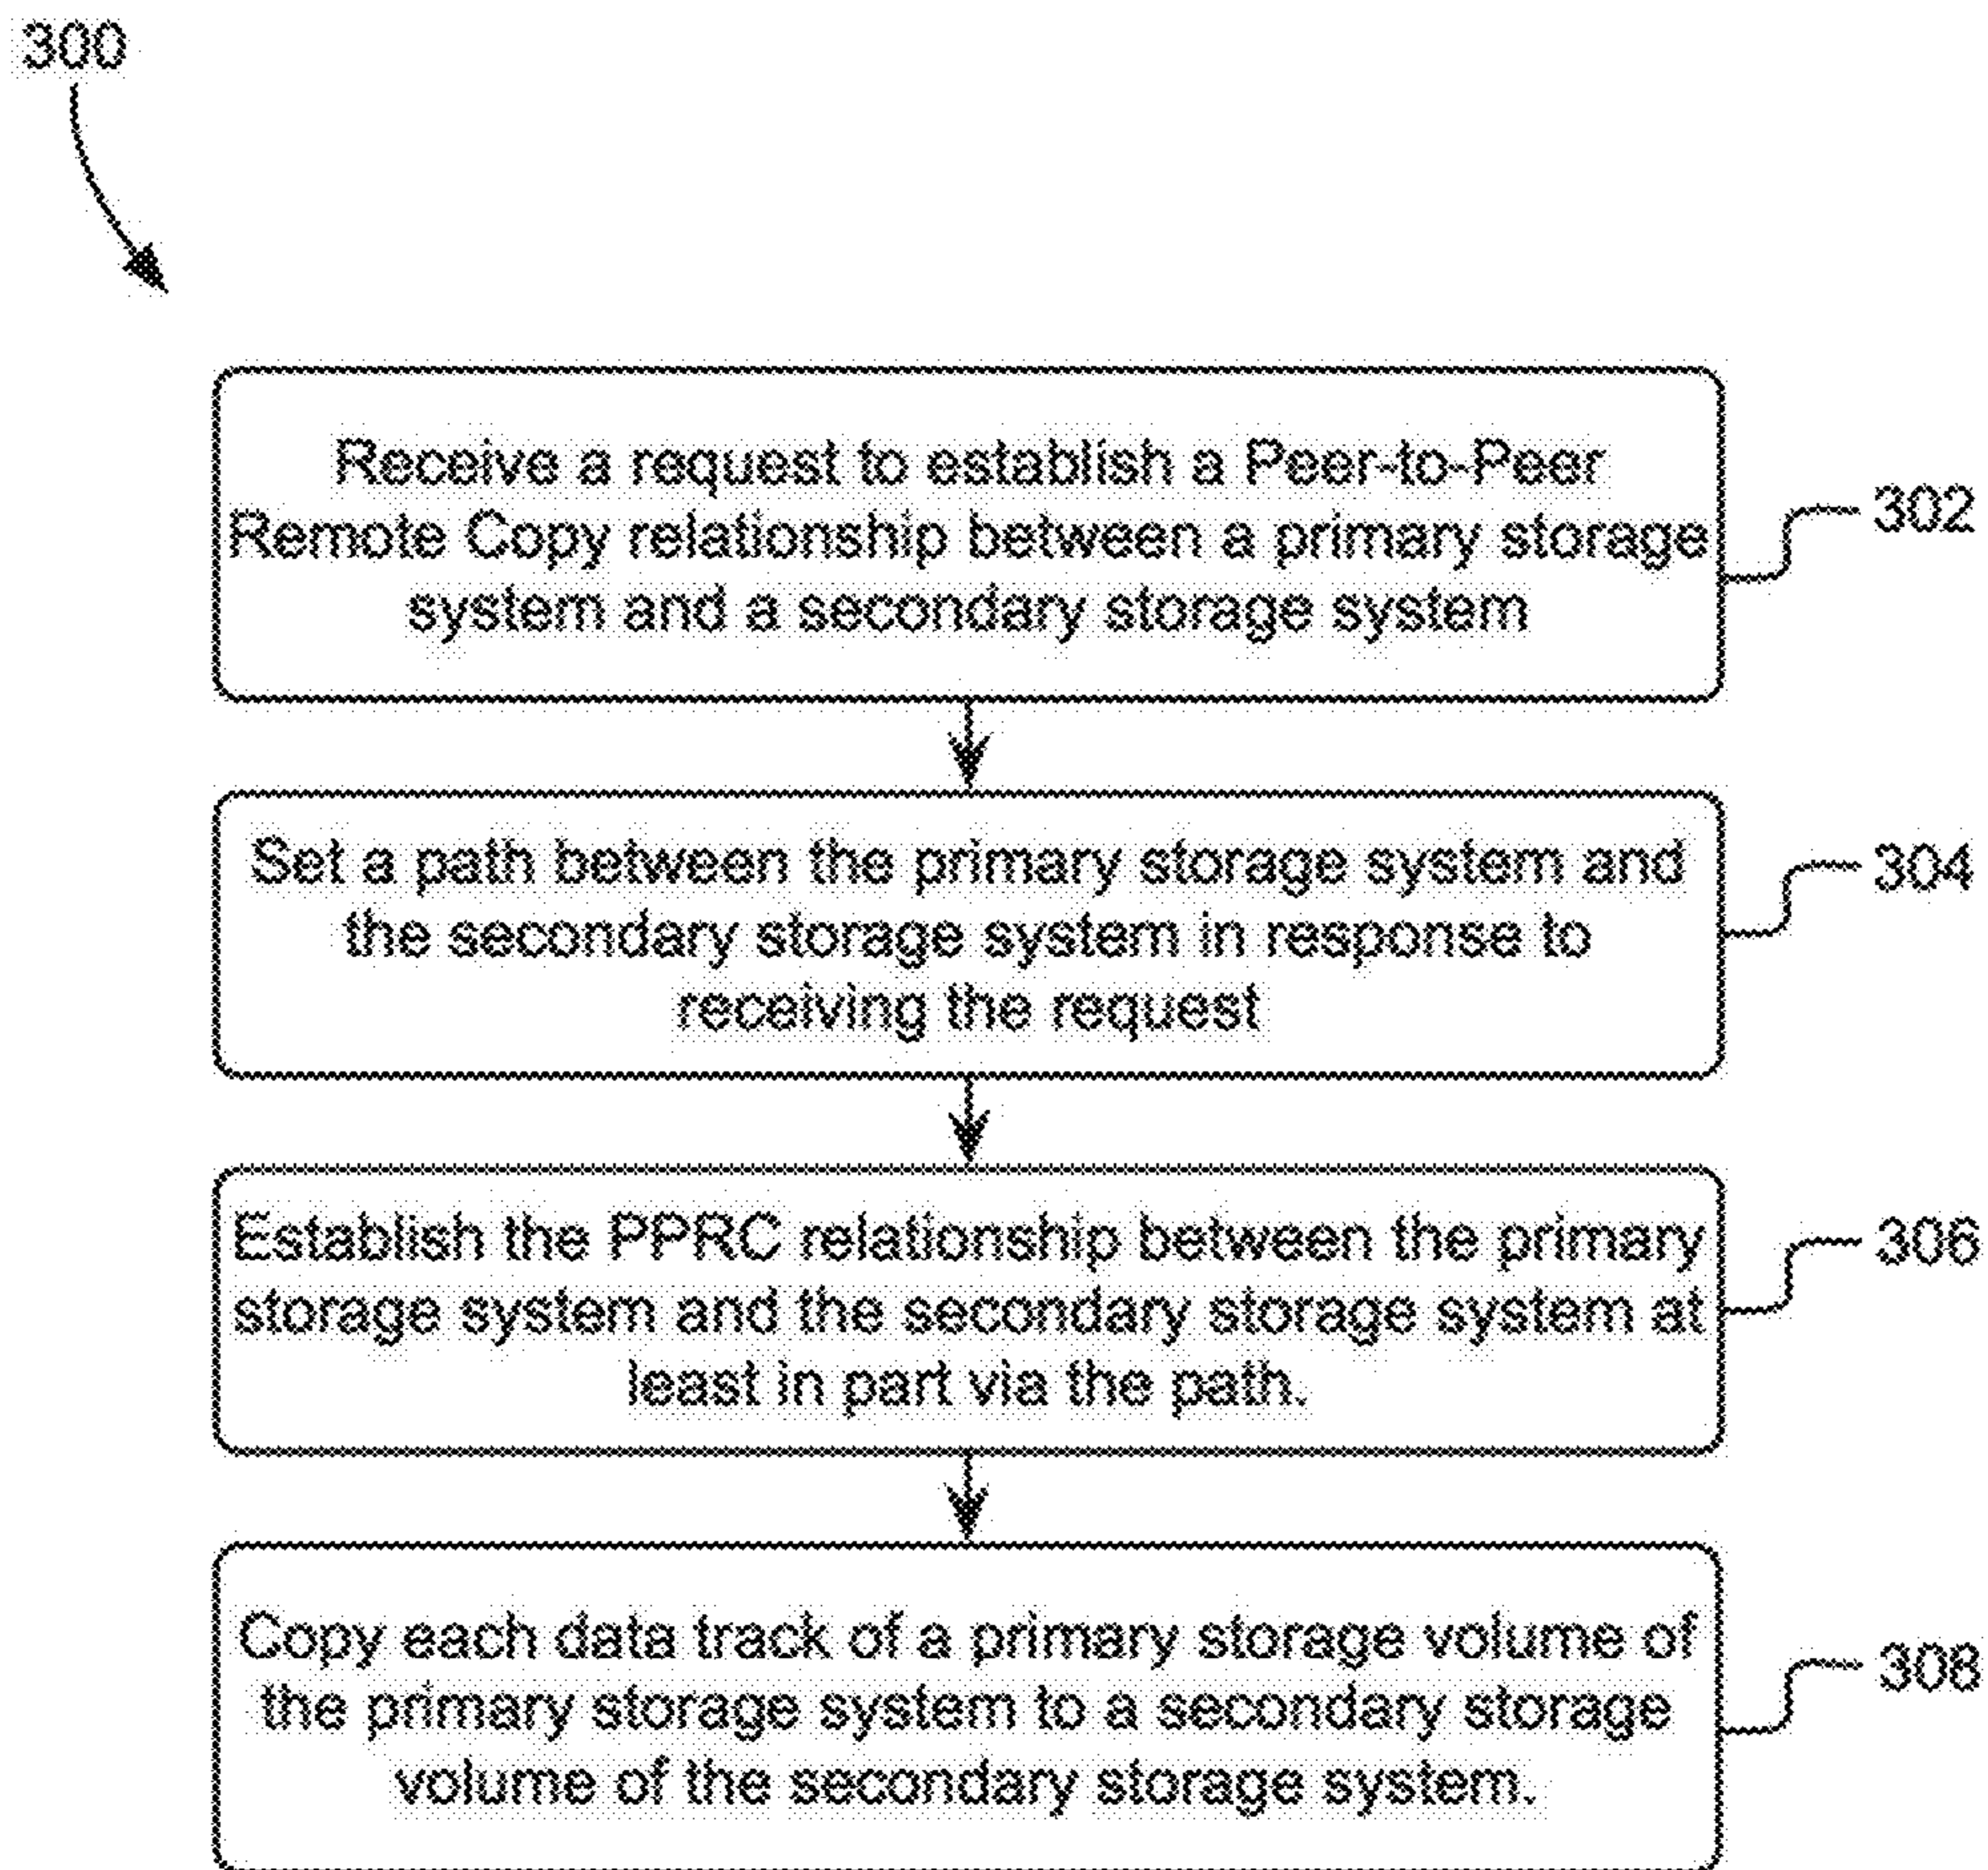 300
Receive a request to establish a Peer-to-Peer
Remote Copy relationship between a primary storage
system and a secondary storage system
302
Set a path between the primary storage system and
the secondary storage system in response to
receiving the request
304
Establish the PPRC relationship between the primary
storage system and the secondary storage system at
least in part via the path.
306
Copy each data track of a primary storage volume of
the primary storage system to a secondary storage
volume of the secondary storage system.
308